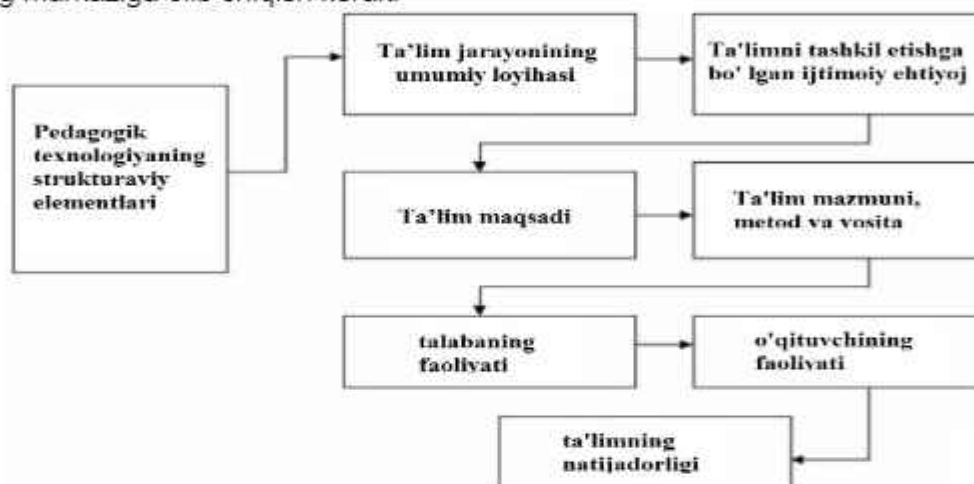 Ta’lim jarayonining
umumiy loyihasi
Ta'limni tashkil etishga
bo' lgan ijtimoiy ehtiyoj
Pedagogik
texnologiyaning
strukturaviy
elementlari
Ta’lim maqsadi
Ta’lim mazmuni,
metod va vosita
talabaning
faoliyati
o'qituvchining
faoliyati
ta'limning
natijadorligi